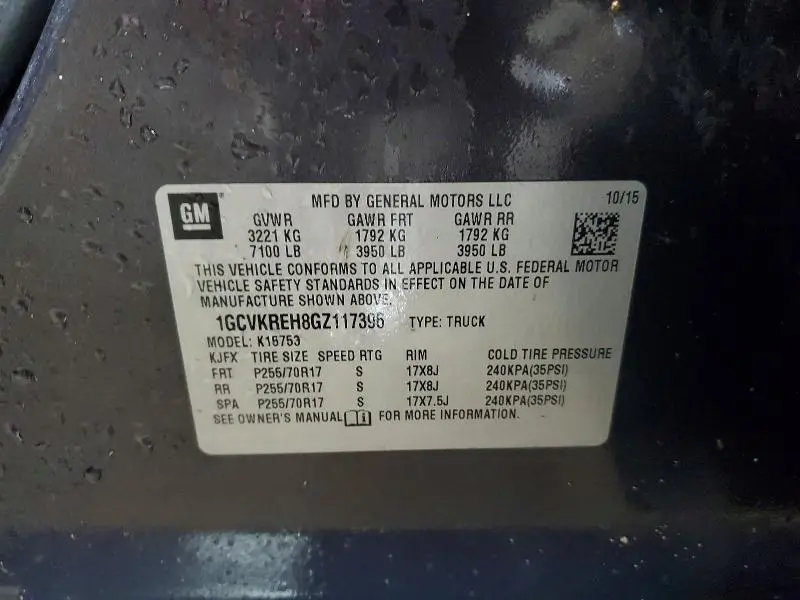 GM
MFD BY GENERAL MOTORS LLC 10/15
GVWR GAWR FRT GAWR RR
3221 KG 1792 KG 1792 KG
7100 LB 3950 LB 3950 LB
THIS VEHICLE CONFORMS TO ALL APPLICABLE U.S. FEDERAL MOTOR
VEHICLE SAFETY STANDARDS IN EFFECT ON THE DATE OF
MANUFACTURE SHOWN ABOVE.
1GCVKREH8GZ117396 TYPE: TRUCK
MODEL: K15753
KJFX TIRE SIZE SPEED RTG RIM COLD TIRE PRESSURE
FRT P255/70R17 S 17X8J 240KPA(35PSI)
RR P255/70R17 S 17X8J 240KPA(35PSI)
SPA P255/70R17 S 17X7.5J 240KPA(35PSI)
SEE OWNER'S MANUAL FOR MORE INFORMATION.